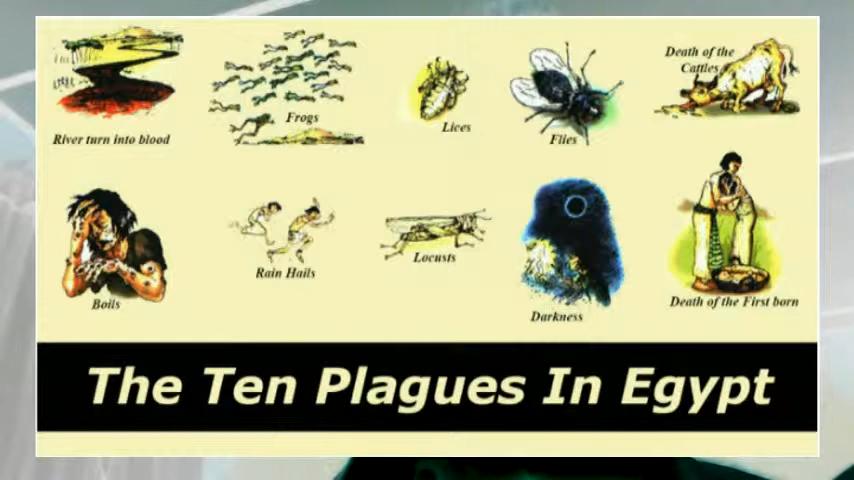 River turn into blood
Frogs
Lices
Flies
Death of the
Cattles
Boils
Rain Hails
Locusts
Darkness
Death of the First born
The Ten Plagues In Egypt